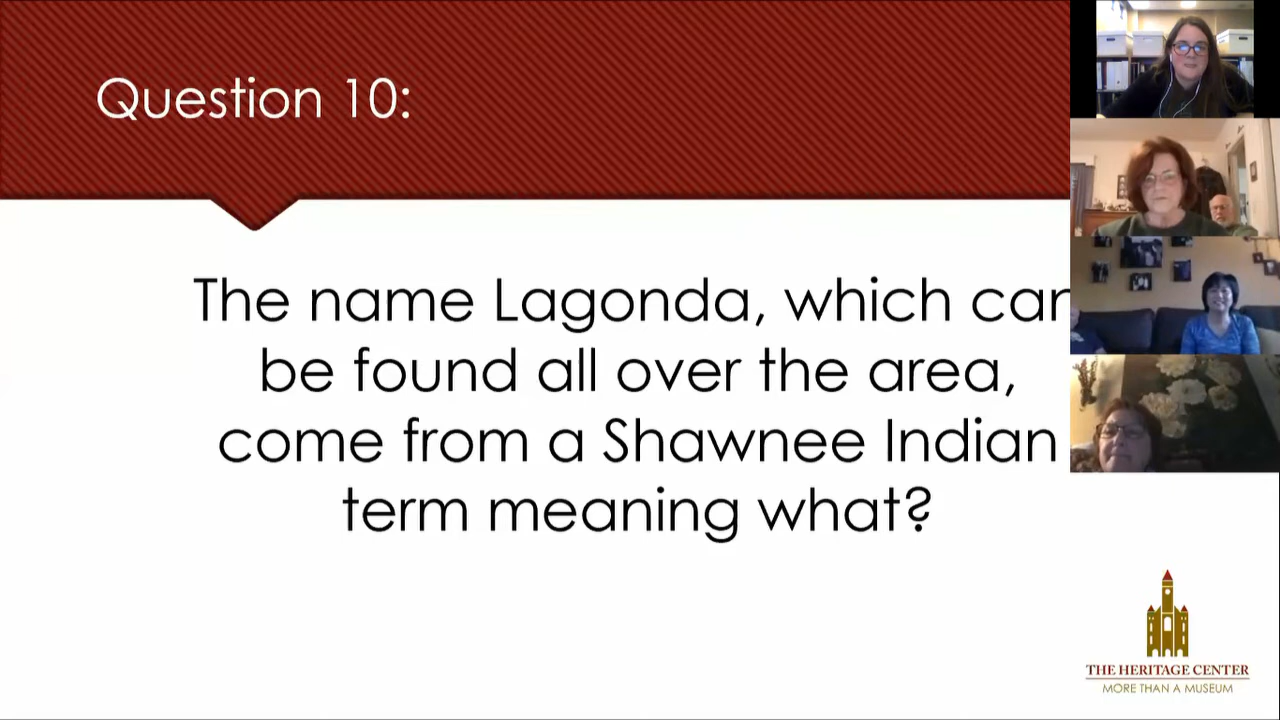 Question 10:
The name Lagonda, which can
be found all over the area,
come from a Shawnee Indian
term meaning what?
THE HERITAGE CENTER
MORE THAN A MUSEUM